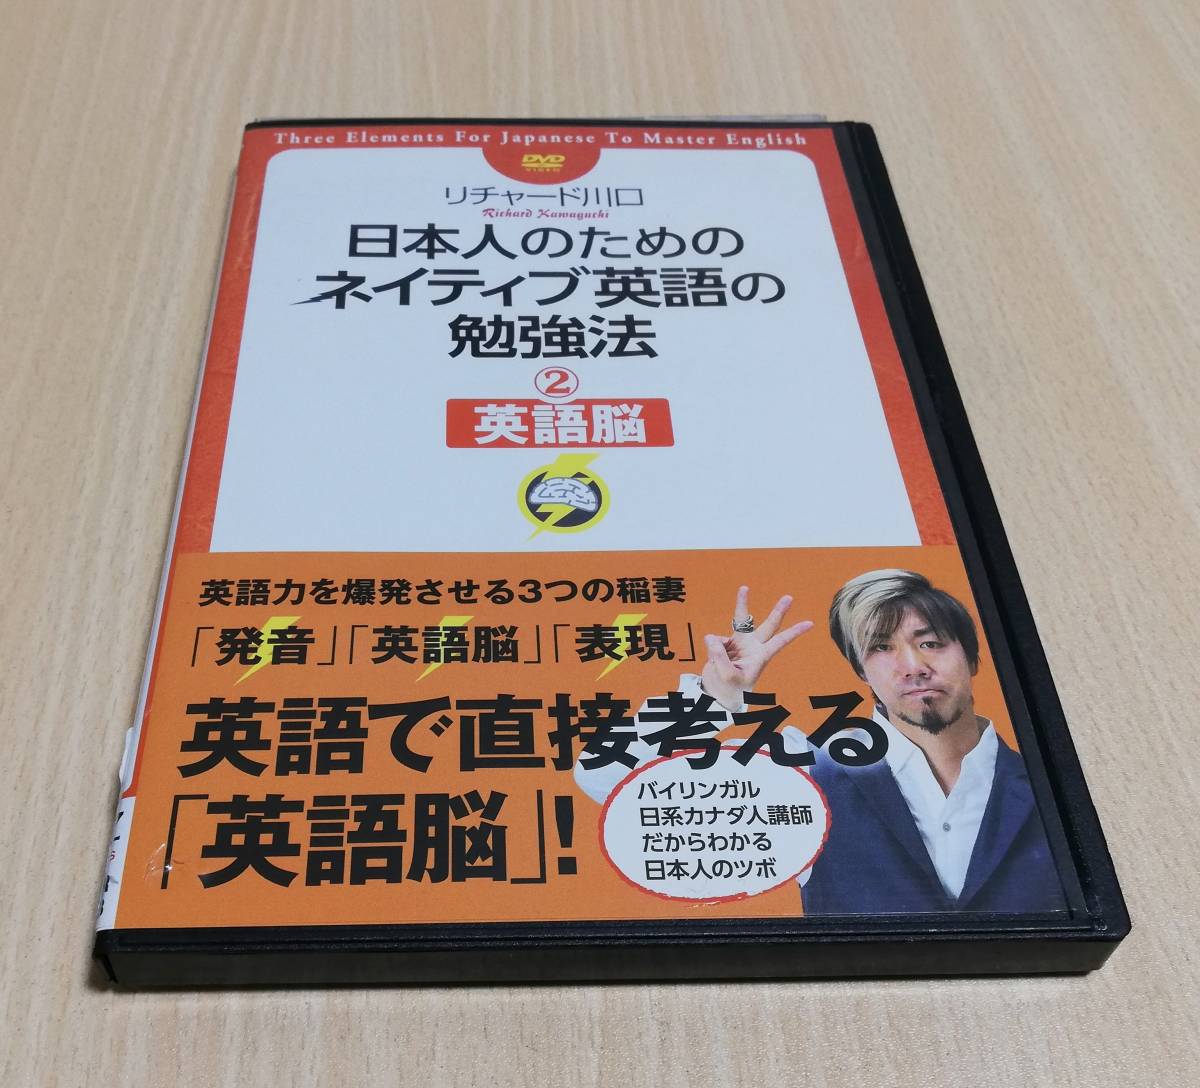 Three Elements For Japanese To Master English
DVD
VIDEO
リチャード川口
Richard Kawaguchi
日本人のための
ネイティブ英語の
勉強法
②
英語脳
英語力を爆発させる3つの稲妻
「発音」「英語脳」「表現」
英語で直接考える
「英語脳」!
バイリンガル
日系カナダ人講師
だからわかる
日本人のツボ